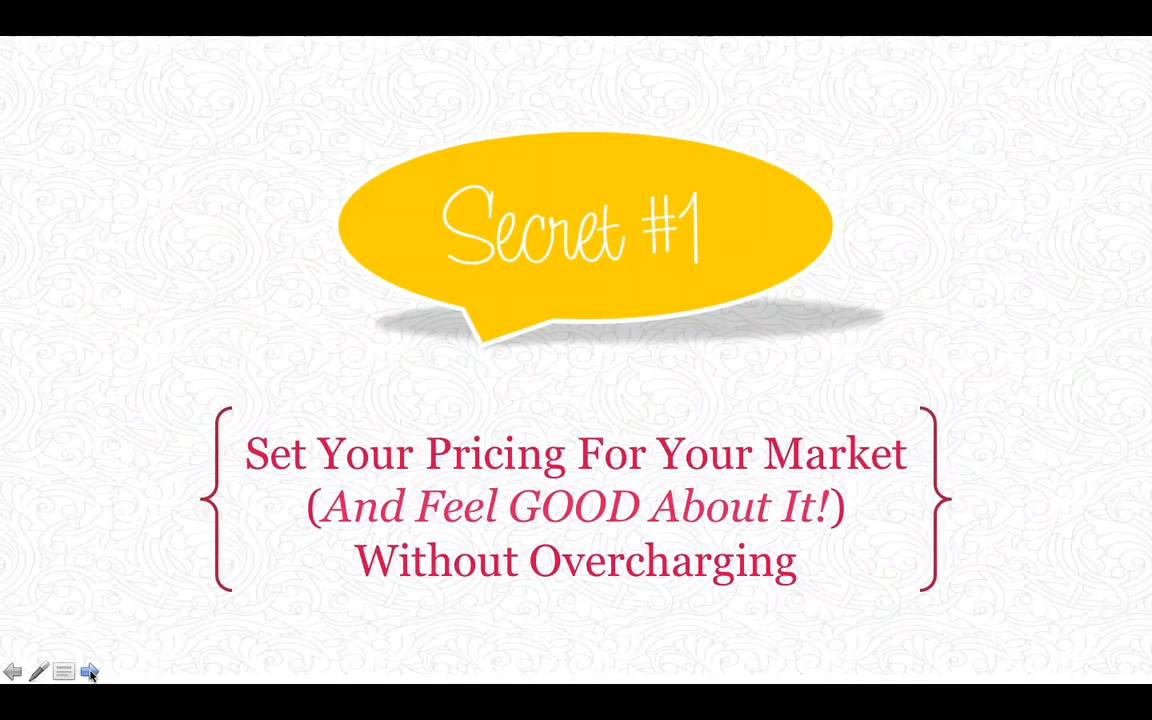 Secret #1
Set Your Pricing For Your Market
(And Feel GOOD About It!)
Without Overcharging